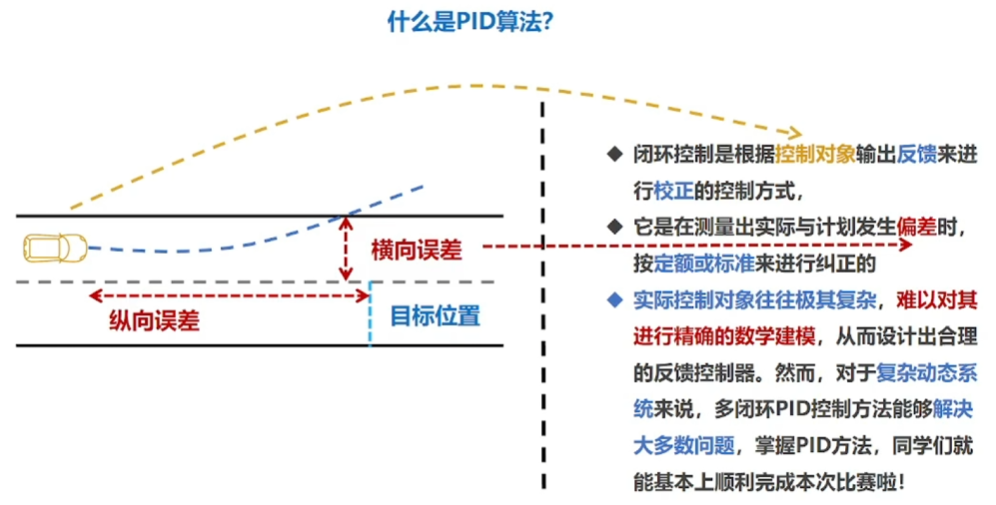 什么是PID算法？
横向误差
纵向误差
目标位置
◆ 闭环控制是根据控制对象输出反馈来进
行校正的控制方式，
◆ 它是在测量出实际与计划发生偏差时，
按定额或标准来进行纠正的
◆ 实际控制对象往往极其复杂，难以对其
进行精确的数学建模，从而设计出合理
的反馈控制器。然而，对于复杂动态系
统来说，多闭环PID控制方法能够解决
大多数问题，掌握PID方法，同学们就
能基本上顺利完成本次比赛啦！